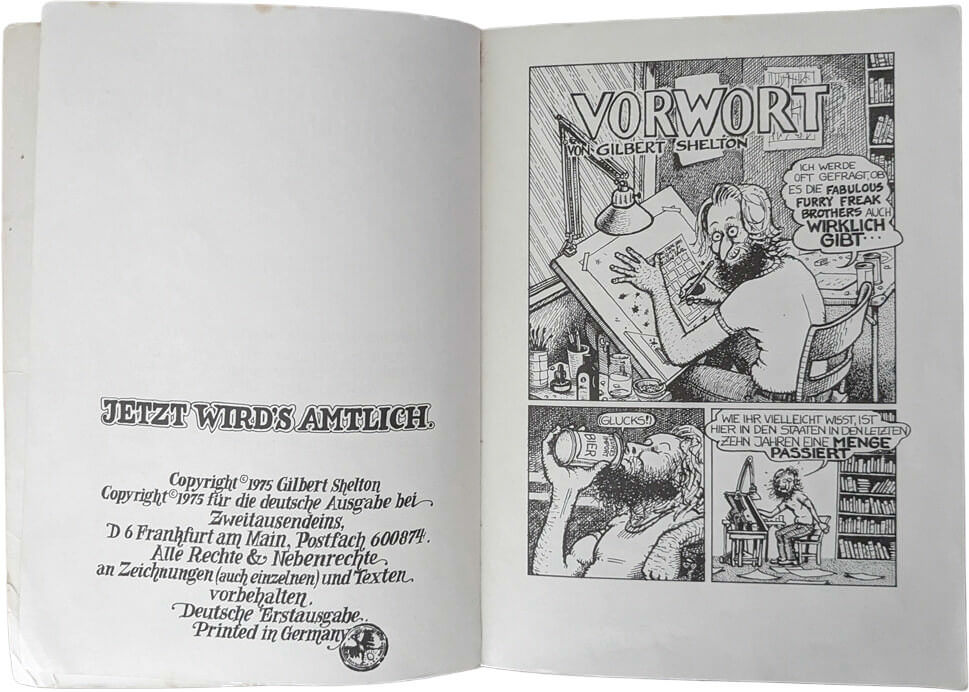 JETZT WIRD'S AMTLICH.
Copyright©1975 Gilbert Shelton
Copyright©1975 für die deutsche Ausgabe bei
Zweitausendeins,
D 6 Frankfurt am Main, Postfach 600874.
Alle Rechte & Nebenrechte
an Zeichnungen (auch einzelnen) und Texten
vorbehalten.
Deutsche Erstausgabe.
Printed in Germany
VORWORT
VON GILBERT SHELTON
ICH WERDE
OFT GEFRAGT, OB
ES DIE FABULOUS
FURRY FREAK
BROTHERS AUCH
WIRKLICH
GIBT...
GLUCKS!
BIER
WIE IHR VIELLEICHT WISST, IST
HIER IN DEN STAATEN IN DEN LETZTEN
ZEHN JAHREN EINE MENGE
PASSIERT